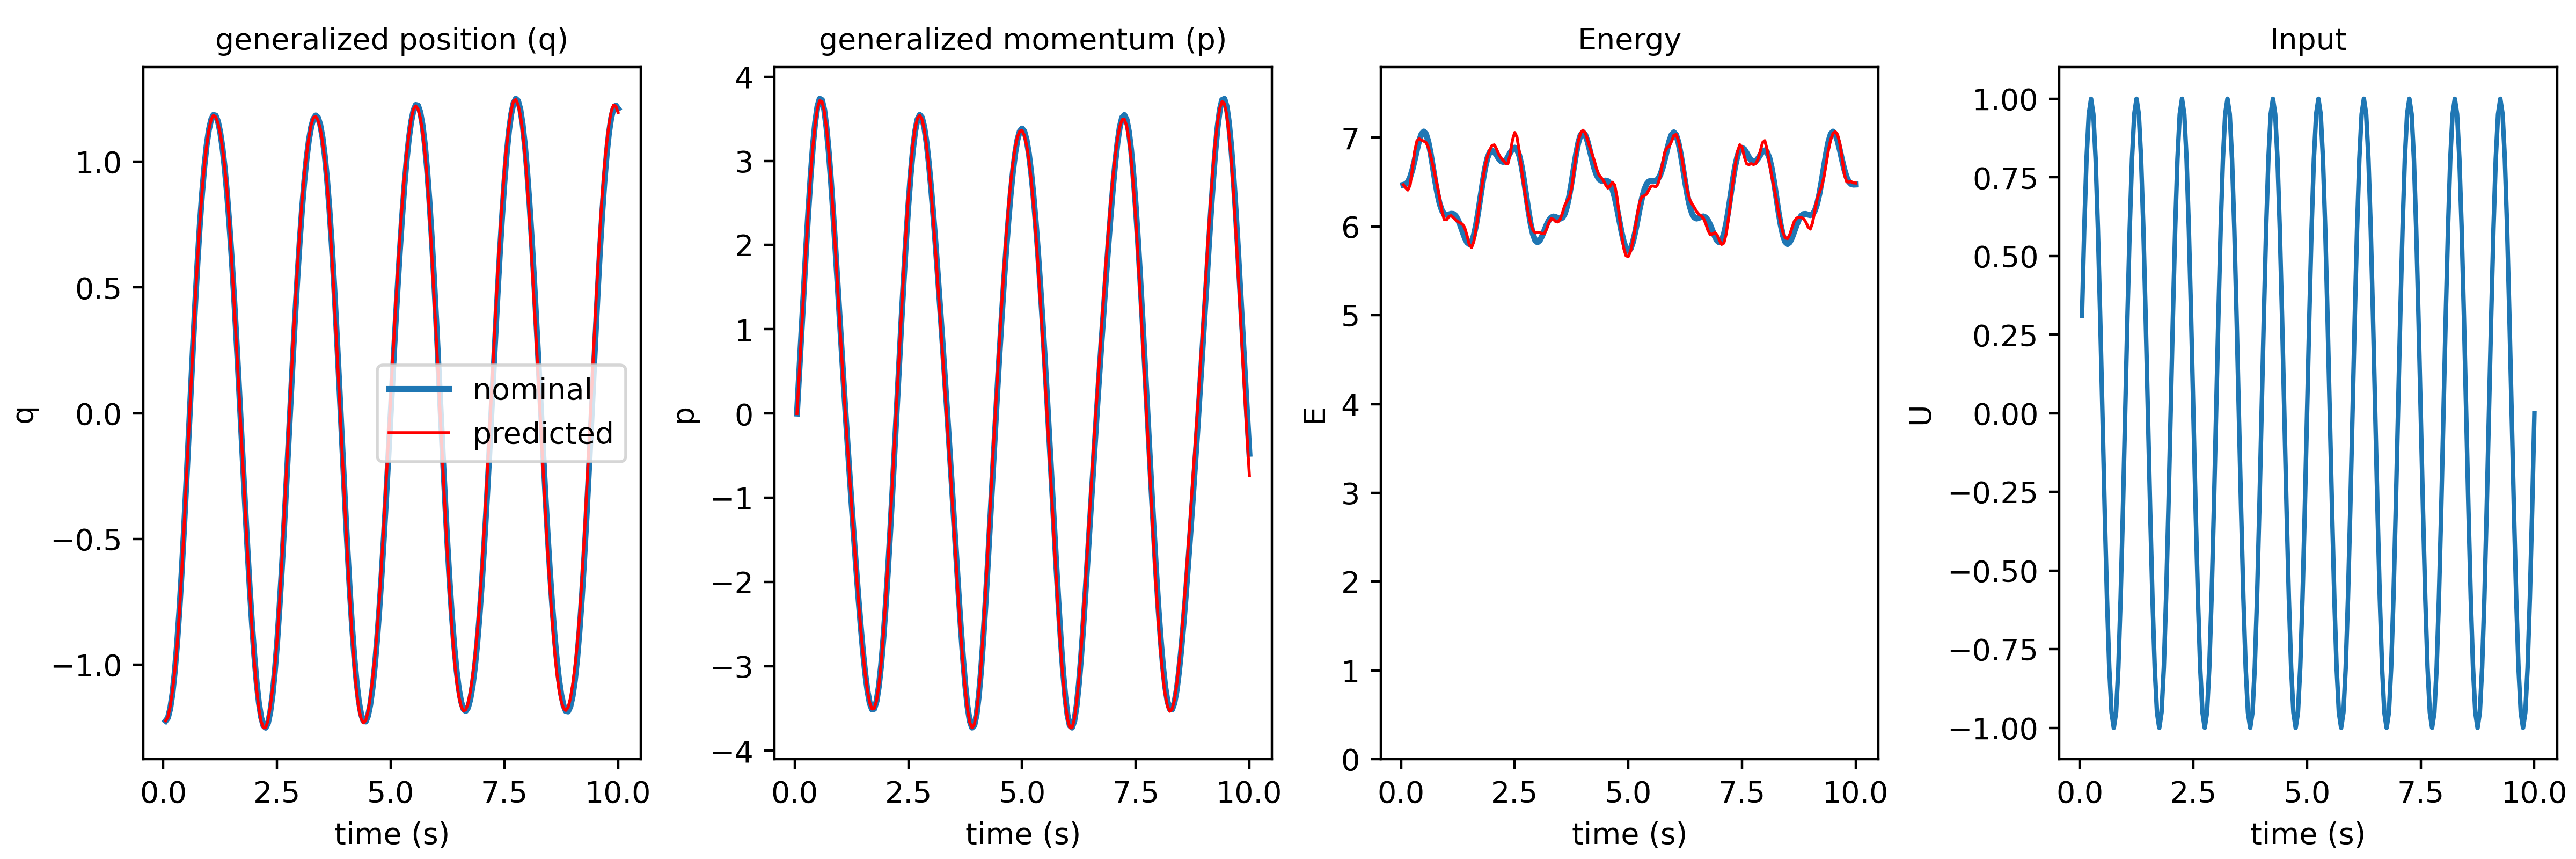 generalized position (q)
q
1.0
0.5
0.0
−0.5
−1.0
nominal
predicted
0.0 2.5 5.0 7.5 10.0
time (s)
generalized momentum (p)
p
4
3
2
1
0
−1
−2
−3
−4
0.0 2.5 5.0 7.5 10.0
time (s)
Energy
E
7
6
5
4
3
2
1
0
0.0 2.5 5.0 7.5 10.0
time (s)
Input
U
1.00
0.75
0.50
0.25
0.00
−0.25
−0.50
−0.75
−1.00
0.0 2.5 5.0 7.5 10.0
time (s)